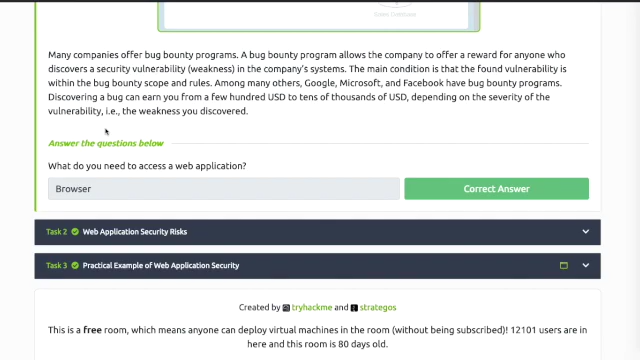 Many companies offer bug bounty programs. A bug bounty program allows the company to offer a reward for anyone who
discovers a security vulnerability (weakness) in the company's systems. The main condition is that the found vulnerability is
within the bug bounty scope and rules. Among many others, Google, Microsoft, and Facebook have bug bounty programs.
Discovering a bug can earn you from a few hundred USD to tens of thousands of USD, depending on the severity of the
vulnerability, i.e., the weakness you discovered.
Answer the questions below
What do you need to access a web application?
Browser Correct Answer
Task 2 Web Application Security Risks
Task 3 Practical Example of Web Application Security
Created by tryhackme and strategos
This is a free room, which means anyone can deploy virtual machines in the room (without being subscribed)! 12101 users are in
here and this room is 80 days old.